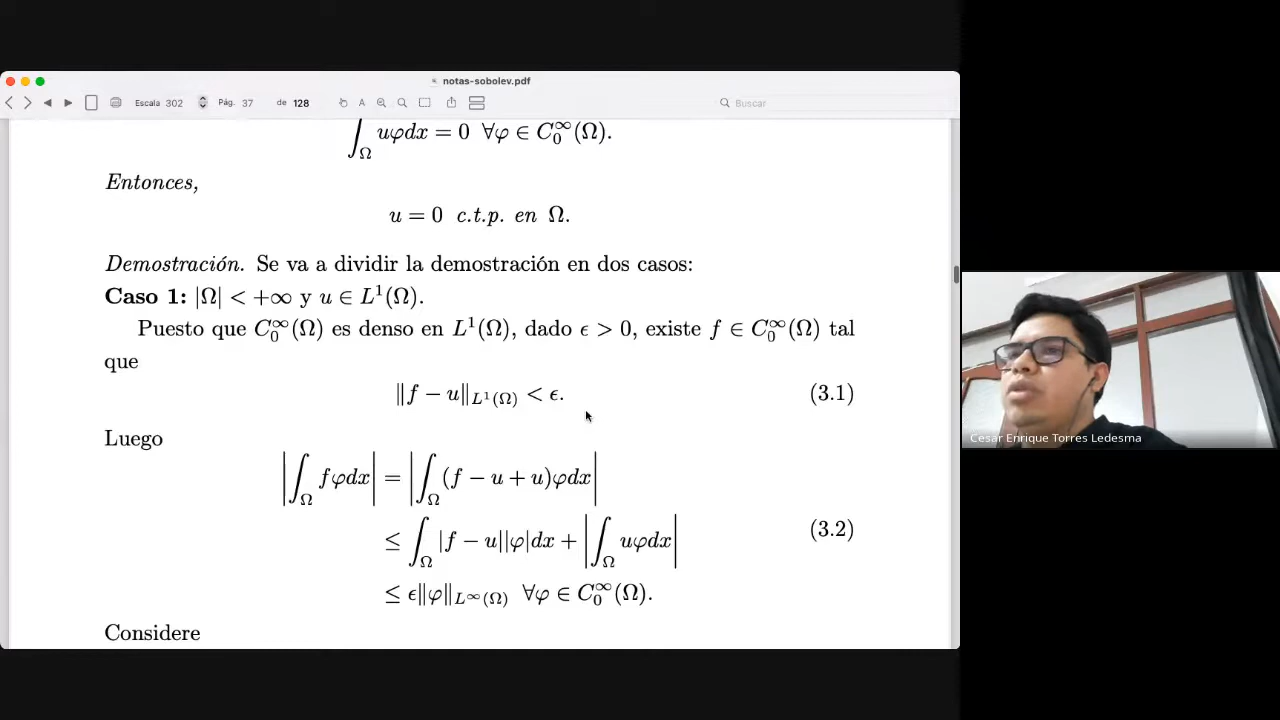 notas-sobolev.pdf
Escala 302 Pág. 37 de 128 Buscar
∫_Ω uφdx = 0 ∀φ ∈ C_0^∞(Ω).
Entonces,
u = 0 c.t.p. en Ω.
Demostración. Se va a dividir la demostración en dos casos:
Caso 1: |Ω| < +∞ y u ∈ L^1(Ω).
Puesto que C_0^∞(Ω) es denso en L^1(Ω), dado ϵ > 0, existe f ∈ C_0^∞(Ω) tal
que
‖f − u‖_{L^1(Ω)} < ϵ. (3.1)
Luego
|∫_Ω fφdx| = |∫_Ω (f − u + u)φdx|
≤ ∫_Ω |f − u||φ|dx + |∫_Ω uφdx| (3.2)
≤ ϵ‖φ‖_{L^∞(Ω)} ∀φ ∈ C_0^∞(Ω).
Considere
Cesar Enrique Torres Ledesma